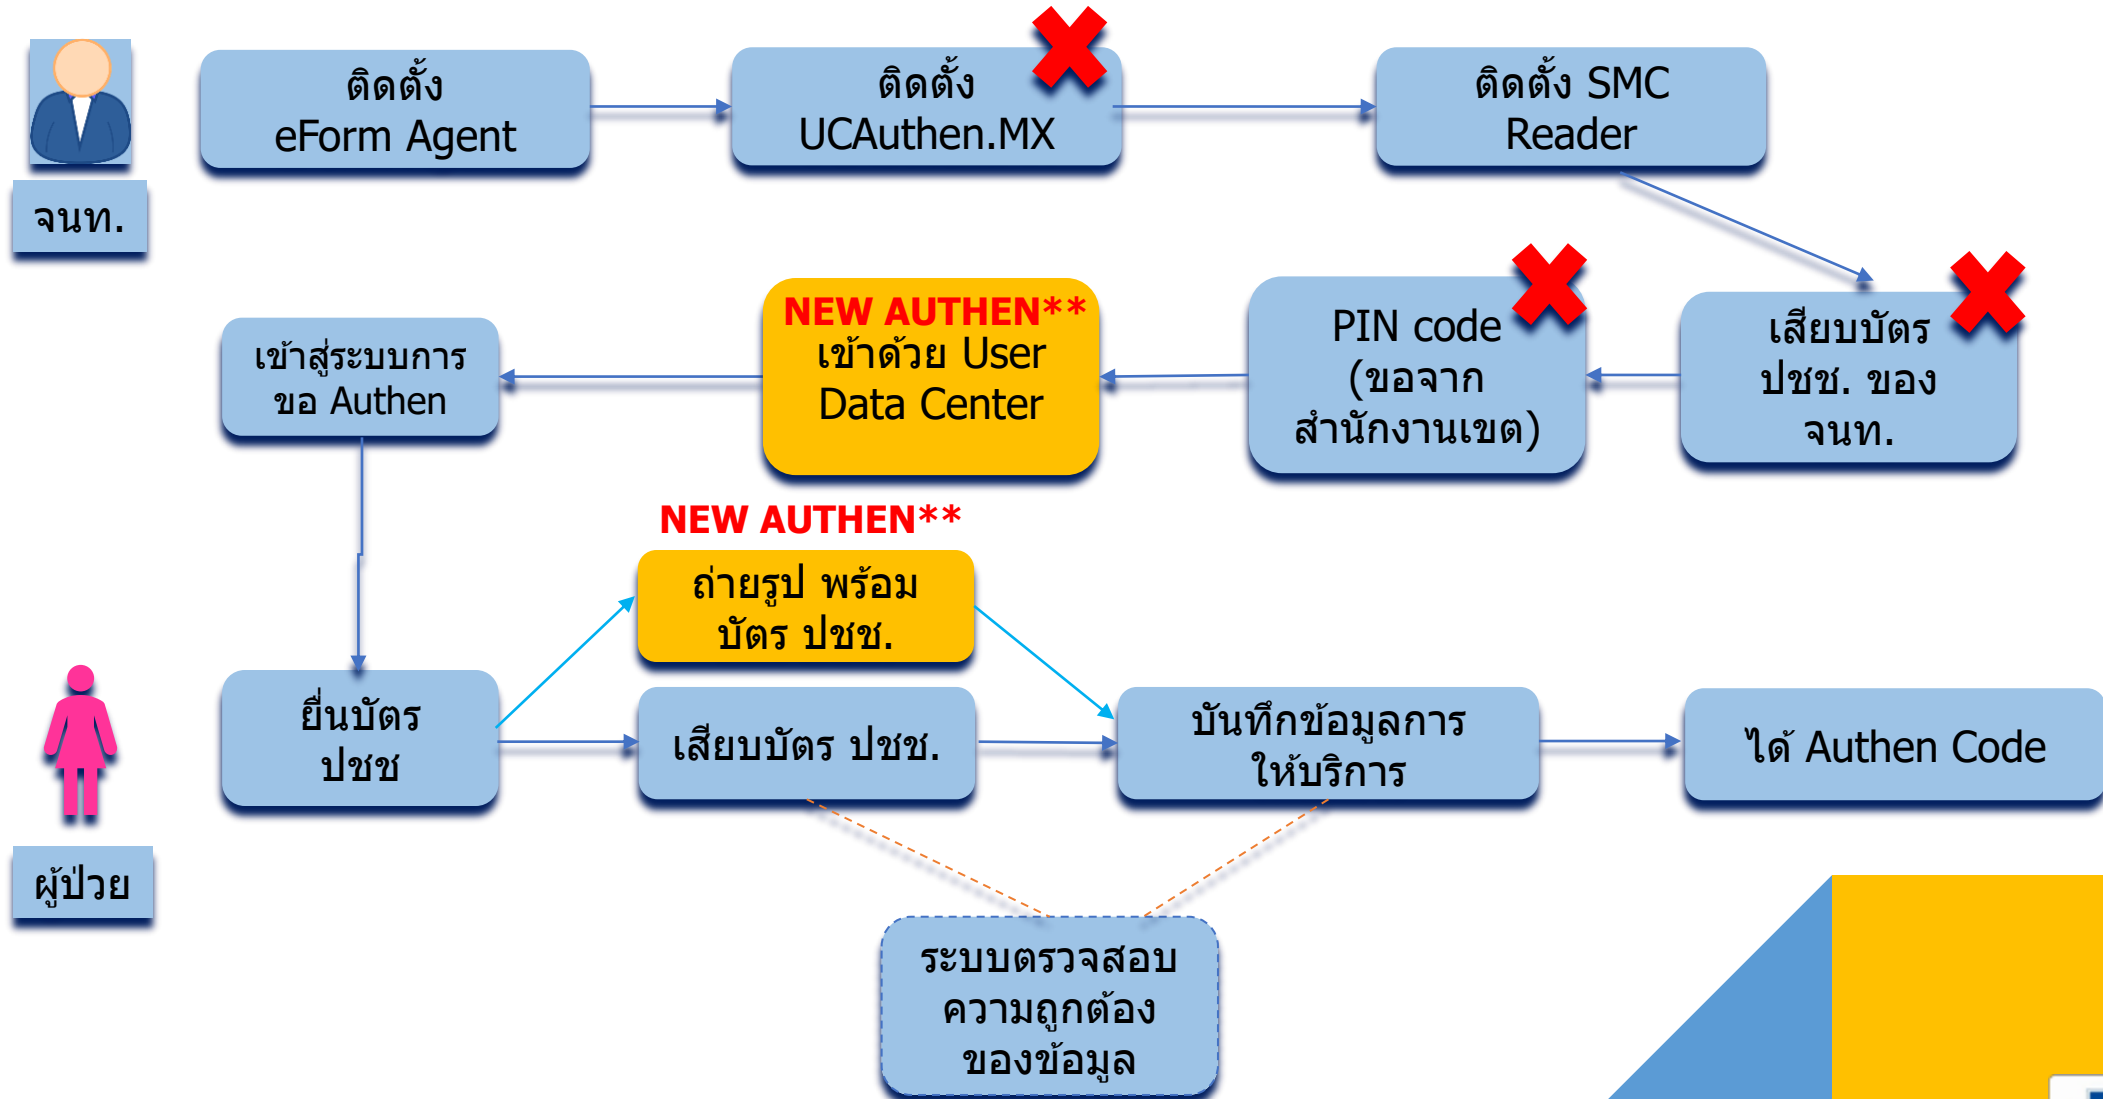 ติดตั้ง
eForm Agent
ติดตั้ง
UCAuthen.MX
ติดตั้ง SMC
Reader
จนท.
เข้าสู่ระบบการ
ขอ Authen
NEW AUTHEN**
เข้าด้วย User
Data Center
PIN code
(ขอจาก
สำนักงานเขต)
เสียบบัตร
ปชช. ของ
จนท.
NEW AUTHEN**
ถ่ายรูป พร้อม
บัตร ปชช.
ยื่นบัตร
ปชช
เสียบบัตร ปชช.
บันทึกข้อมูลการ
ให้บริการ
ได้ Authen Code
ผู้ป่วย
ระบบตรวจสอบ
ความถูกต้อง
ของข้อมูล